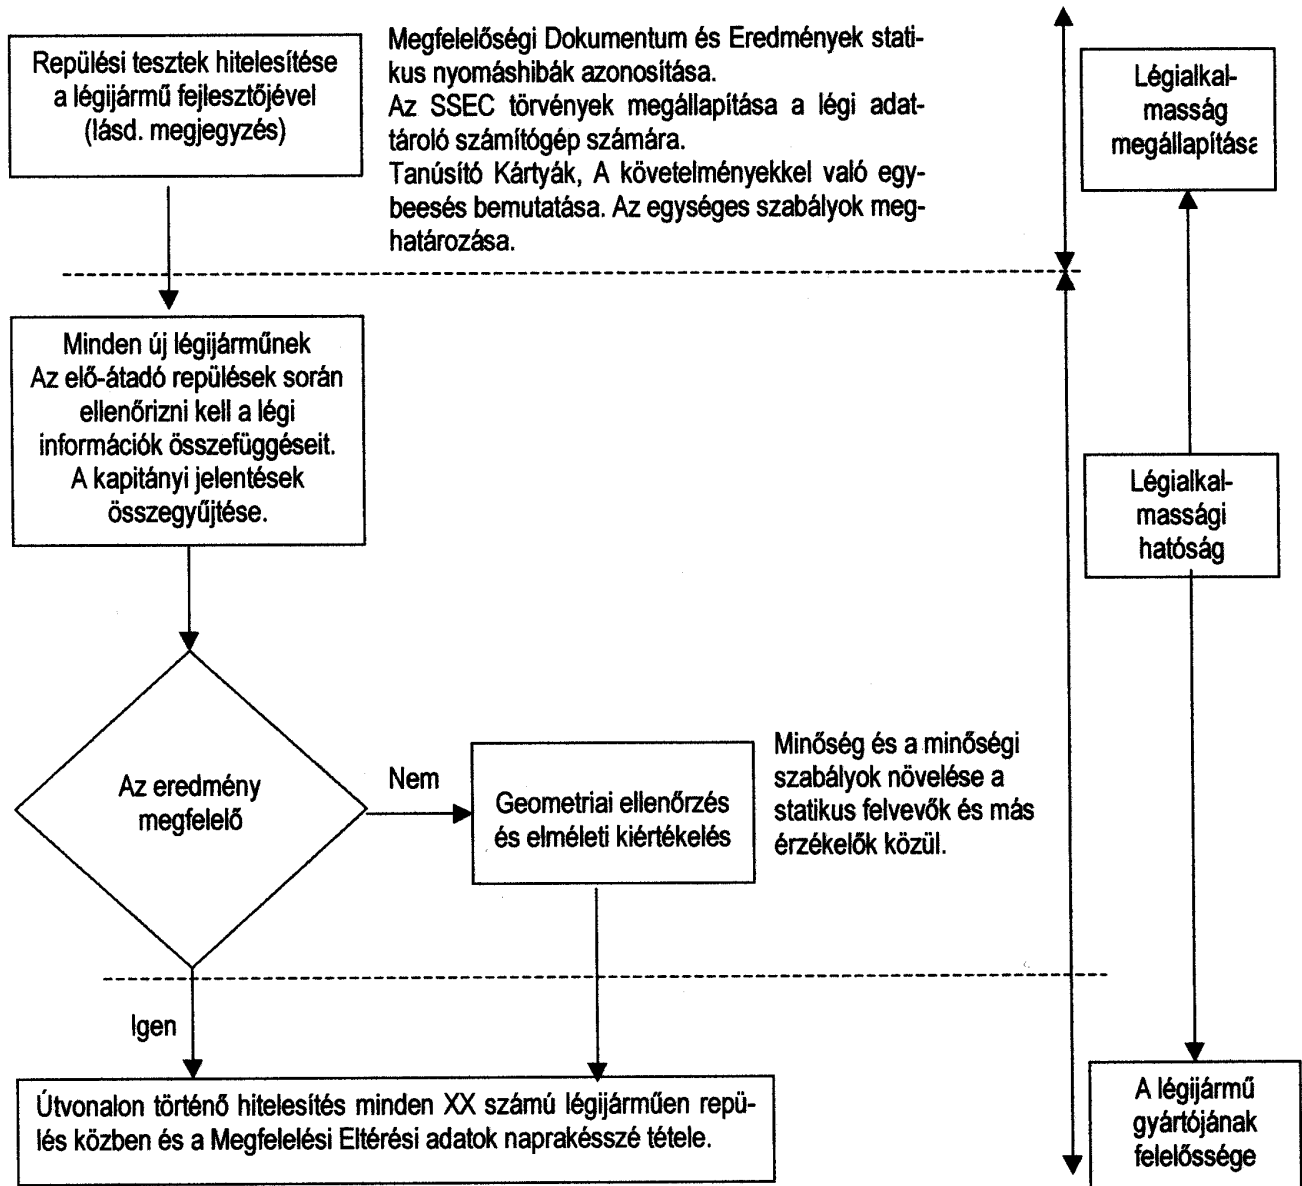 Repülési tesztek hitelesítése
a légijármű fejlesztőjével
(lásd. megjegyzés)
Megfelelőségi Dokumentum és Eredmények stati-
kus nyomáshibák azonosítása.
Az SSEC törvények megállapítása a légi adat-
tároló számítógép számára.
Tanúsító Kártyák, A követelményekkel való egy-
beesés bemutatása. Az egységes szabályok meg-
határozása.
Légialkal-
masság
megállapítása
Minden új légijárműnek
Az elő-átadó repülések során
ellenőrizni kell a légi
információk összefüggéseit.
A kapitányi jelentések
összegyűjtése.
Légialkal-
massági
hatóság
Az eredmény
megfelelő
Nem
Geometriai ellenőrzés
és elméleti kiértékelés
Minőség és a minőségi
szabályok növelése a
statikus felvevők és más
érzékelők közül.
Igen
Útvonalon történő hitelesítés minden XX számú légijárműen repü-
lés közben és a Megfelelési Eltérési adatok naprakésszé tétele.
A légijármű
gyártójának
felelőssége